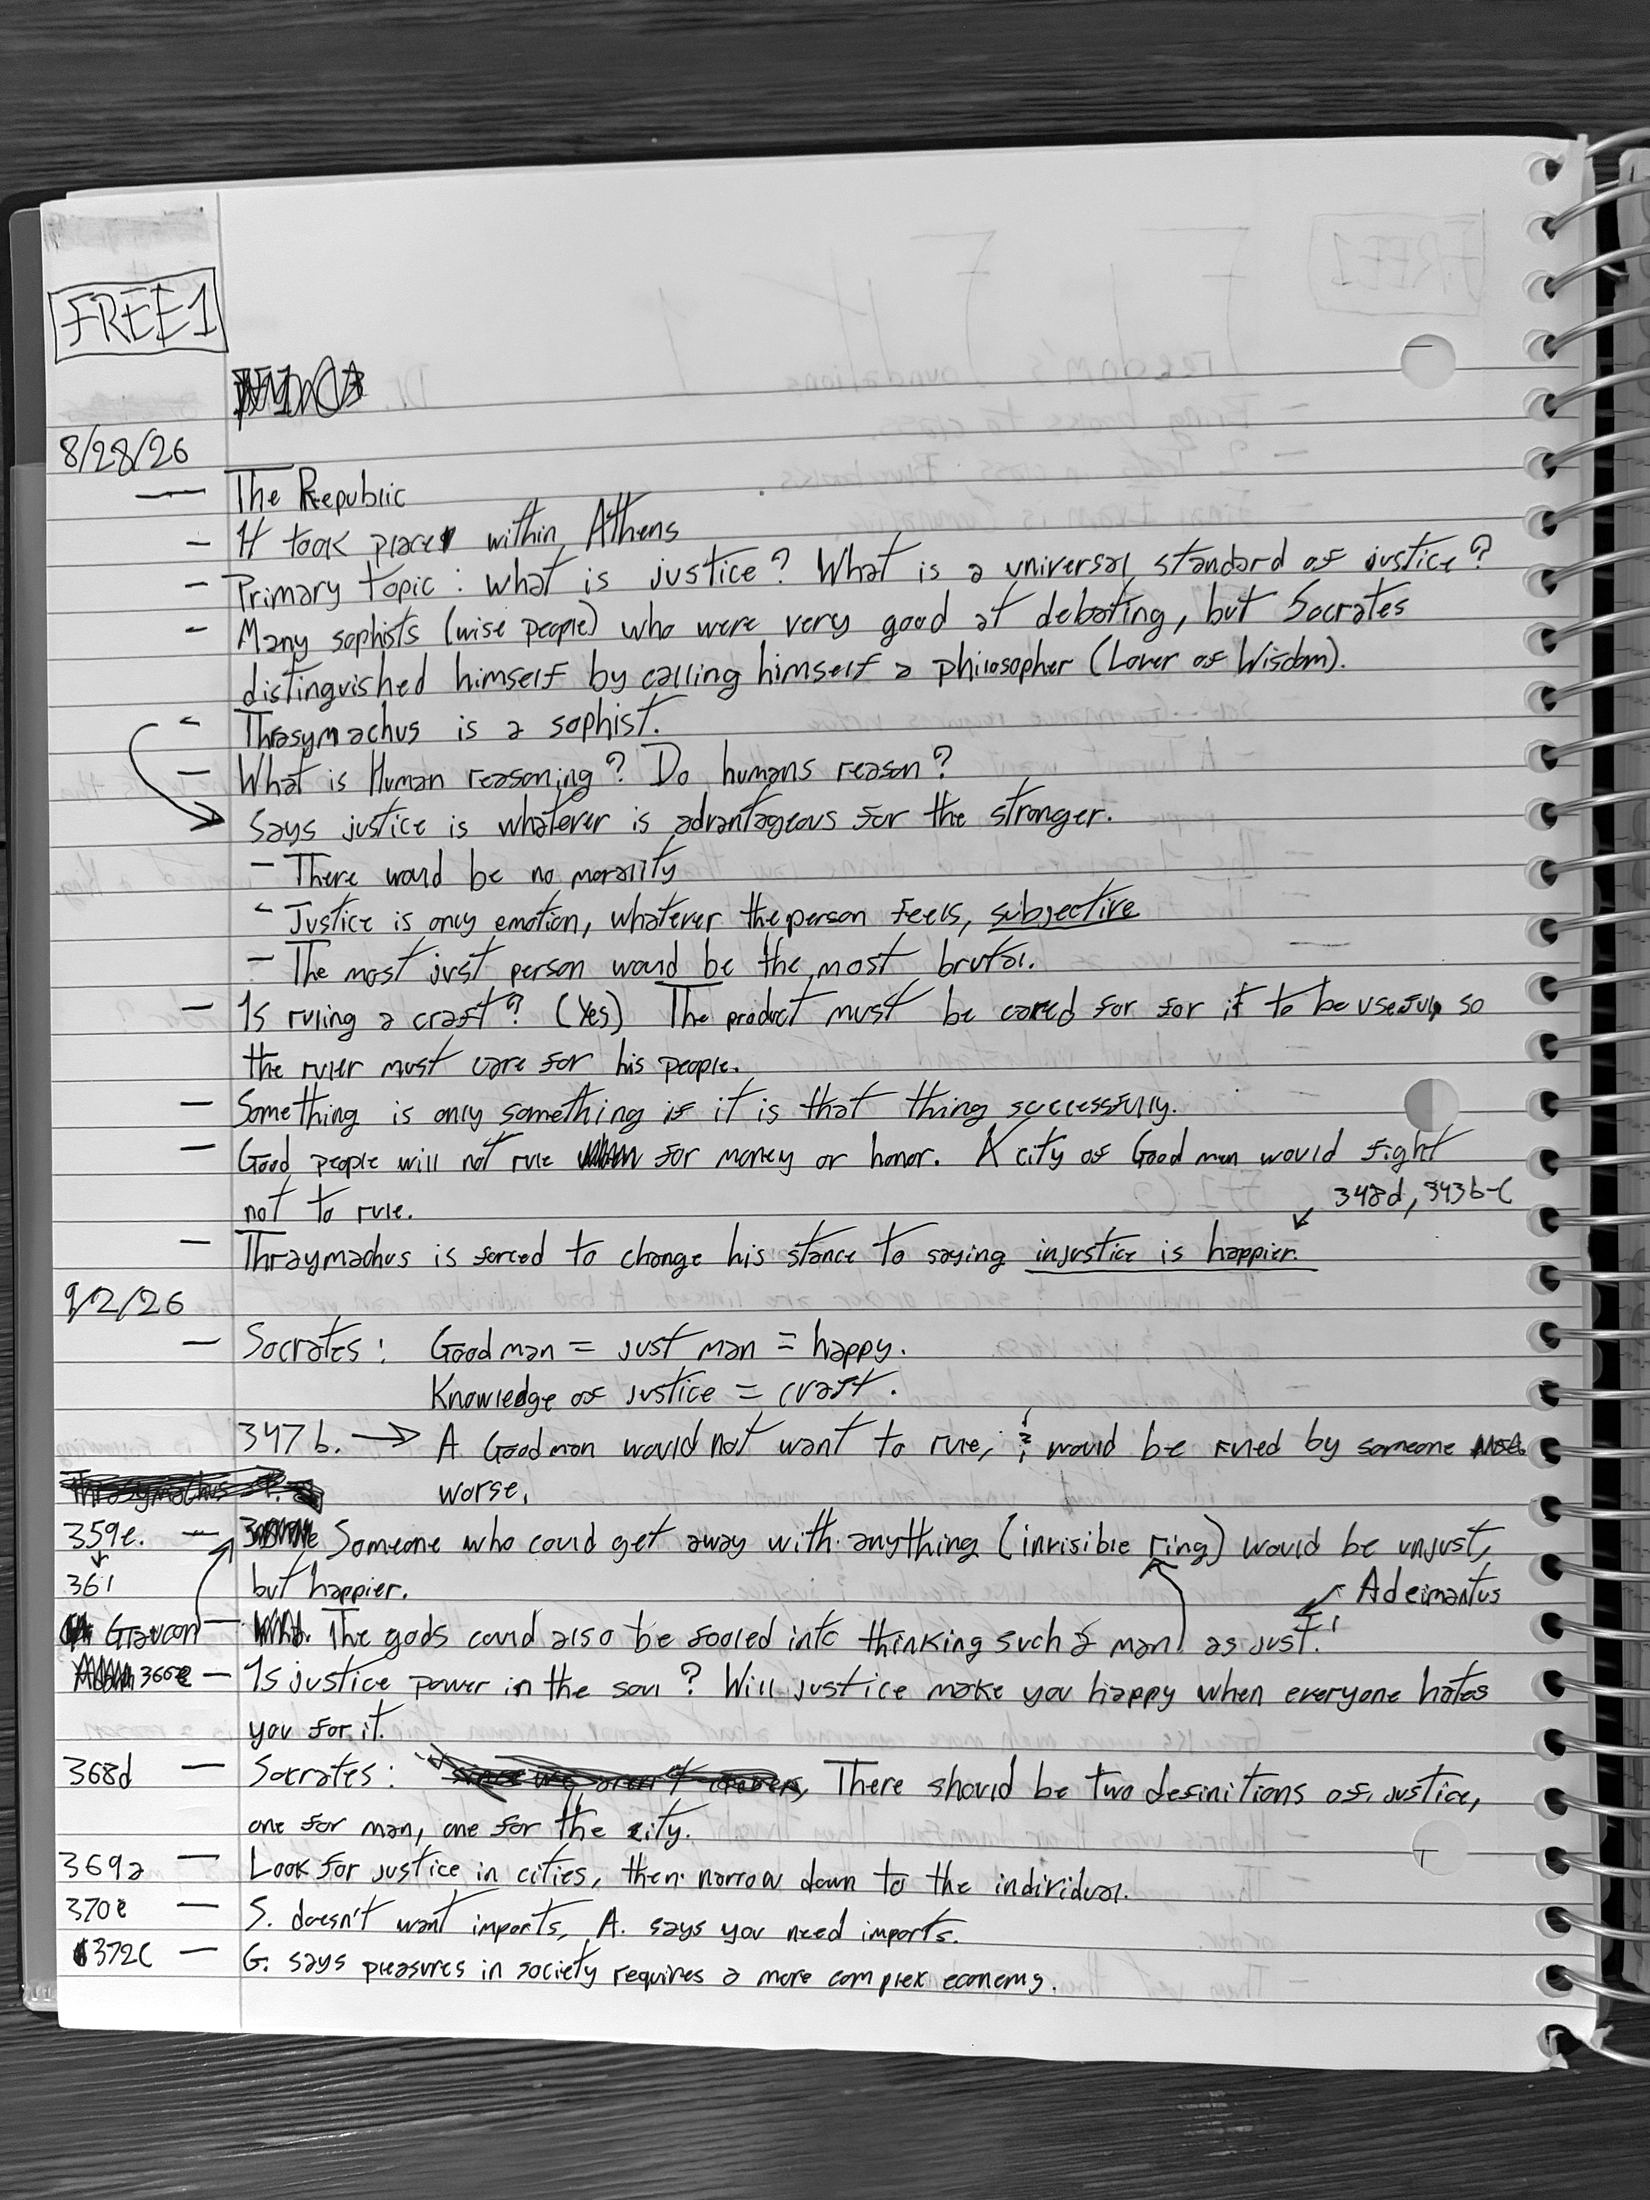 FREE1
8/28/26
— The Republic
- It took place within Athens
- Primary topic: what is justice? What is a universal standard of justice?
- Many sophists (wise people) who were very good at debating, but Socrates
distinguished himself by calling himself a philosopher (Lover of Wisdom).
- Thrasymachus is a sophist.
- What is Human reasoning? Do humans reason?
Says justice is whatever is advantageous for the stronger.
- There would be no morality
- Justice is only emotion, whatever the person feels, subjective
- The most just person would be the most brutal.
- Is ruling a craft? (Yes) The product must be cared for for it to be useful, so
the ruler must care for his people.
- Something is only something if it is that thing successfully.
- Good people will not rule for money or honor. A city of Good men would fight
not to rule.
348d, 343b-c
- Thraymachus is forced to change his stance to saying injustice is happier.
9/2/26
- Socrates: Good man = just man = happy.
Knowledge of justice = craft.
347b. → A Good man would not want to rule, & would be ruled by someone
worse.
359e. - Someone who could get away with anything (invisible ring) would be unjust,
361 but happier.
Adeimantus
Glaucon - The gods could also be fooled into thinking such a man as just.
366e - Is justice power in the soul? Will justice make you happy when everyone hates
you for it.
368d - Socrates: There should be two definitions of justice,
one for man, one for the city.
369a - Look for justice in cities, then narrow down to the individual.
370e - S. doesn't want imports, A. says you need imports.
372c - G. says pleasures in society requires a more complex economy.